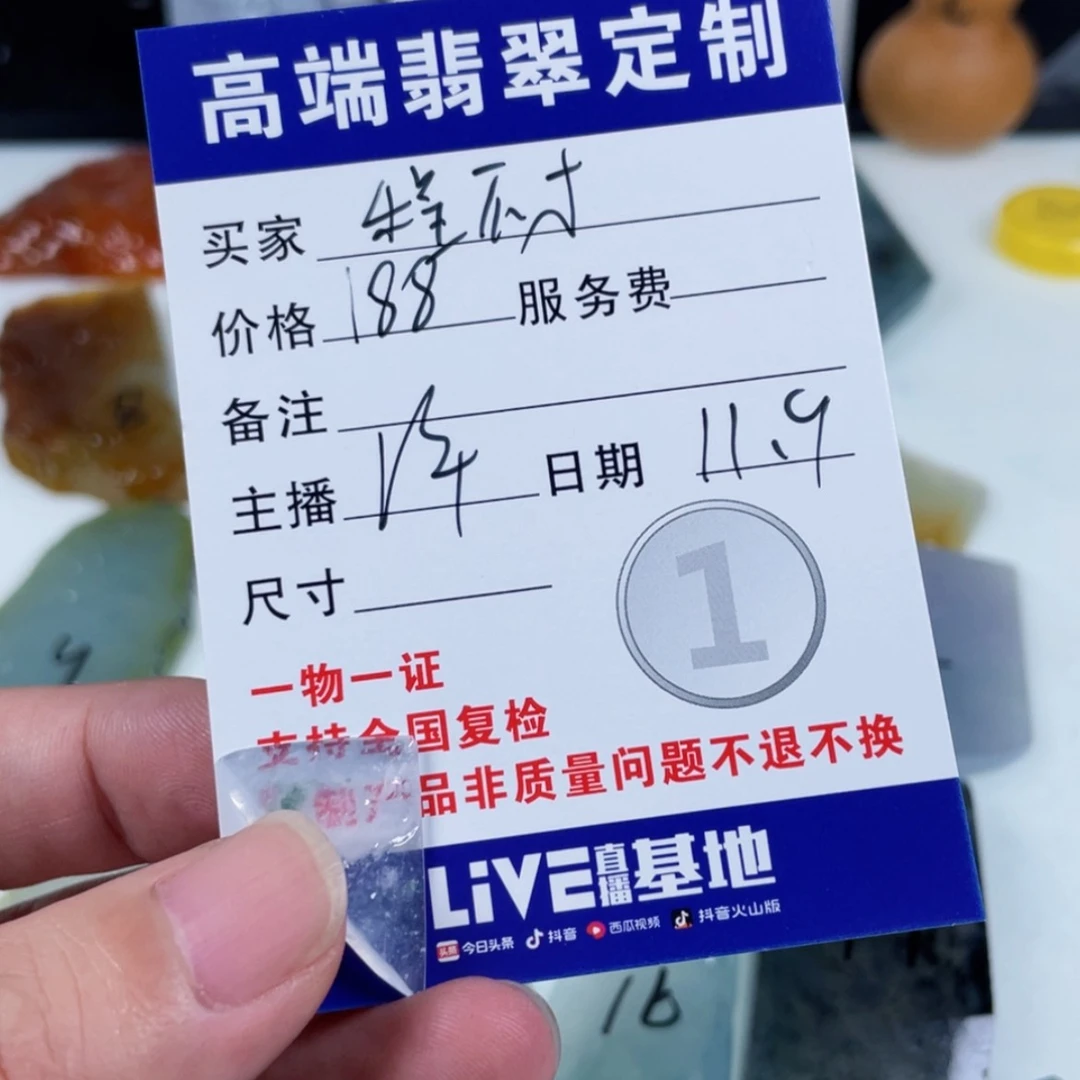 高端翡翠定制
买家
价格 188 服务费
备注
主播 日期 11.9
尺寸
1
一物一证
支持全国复检
品非质量问题不退不换
LiVE直播基地
今日头条 抖音 西瓜视频 抖音火山版
16